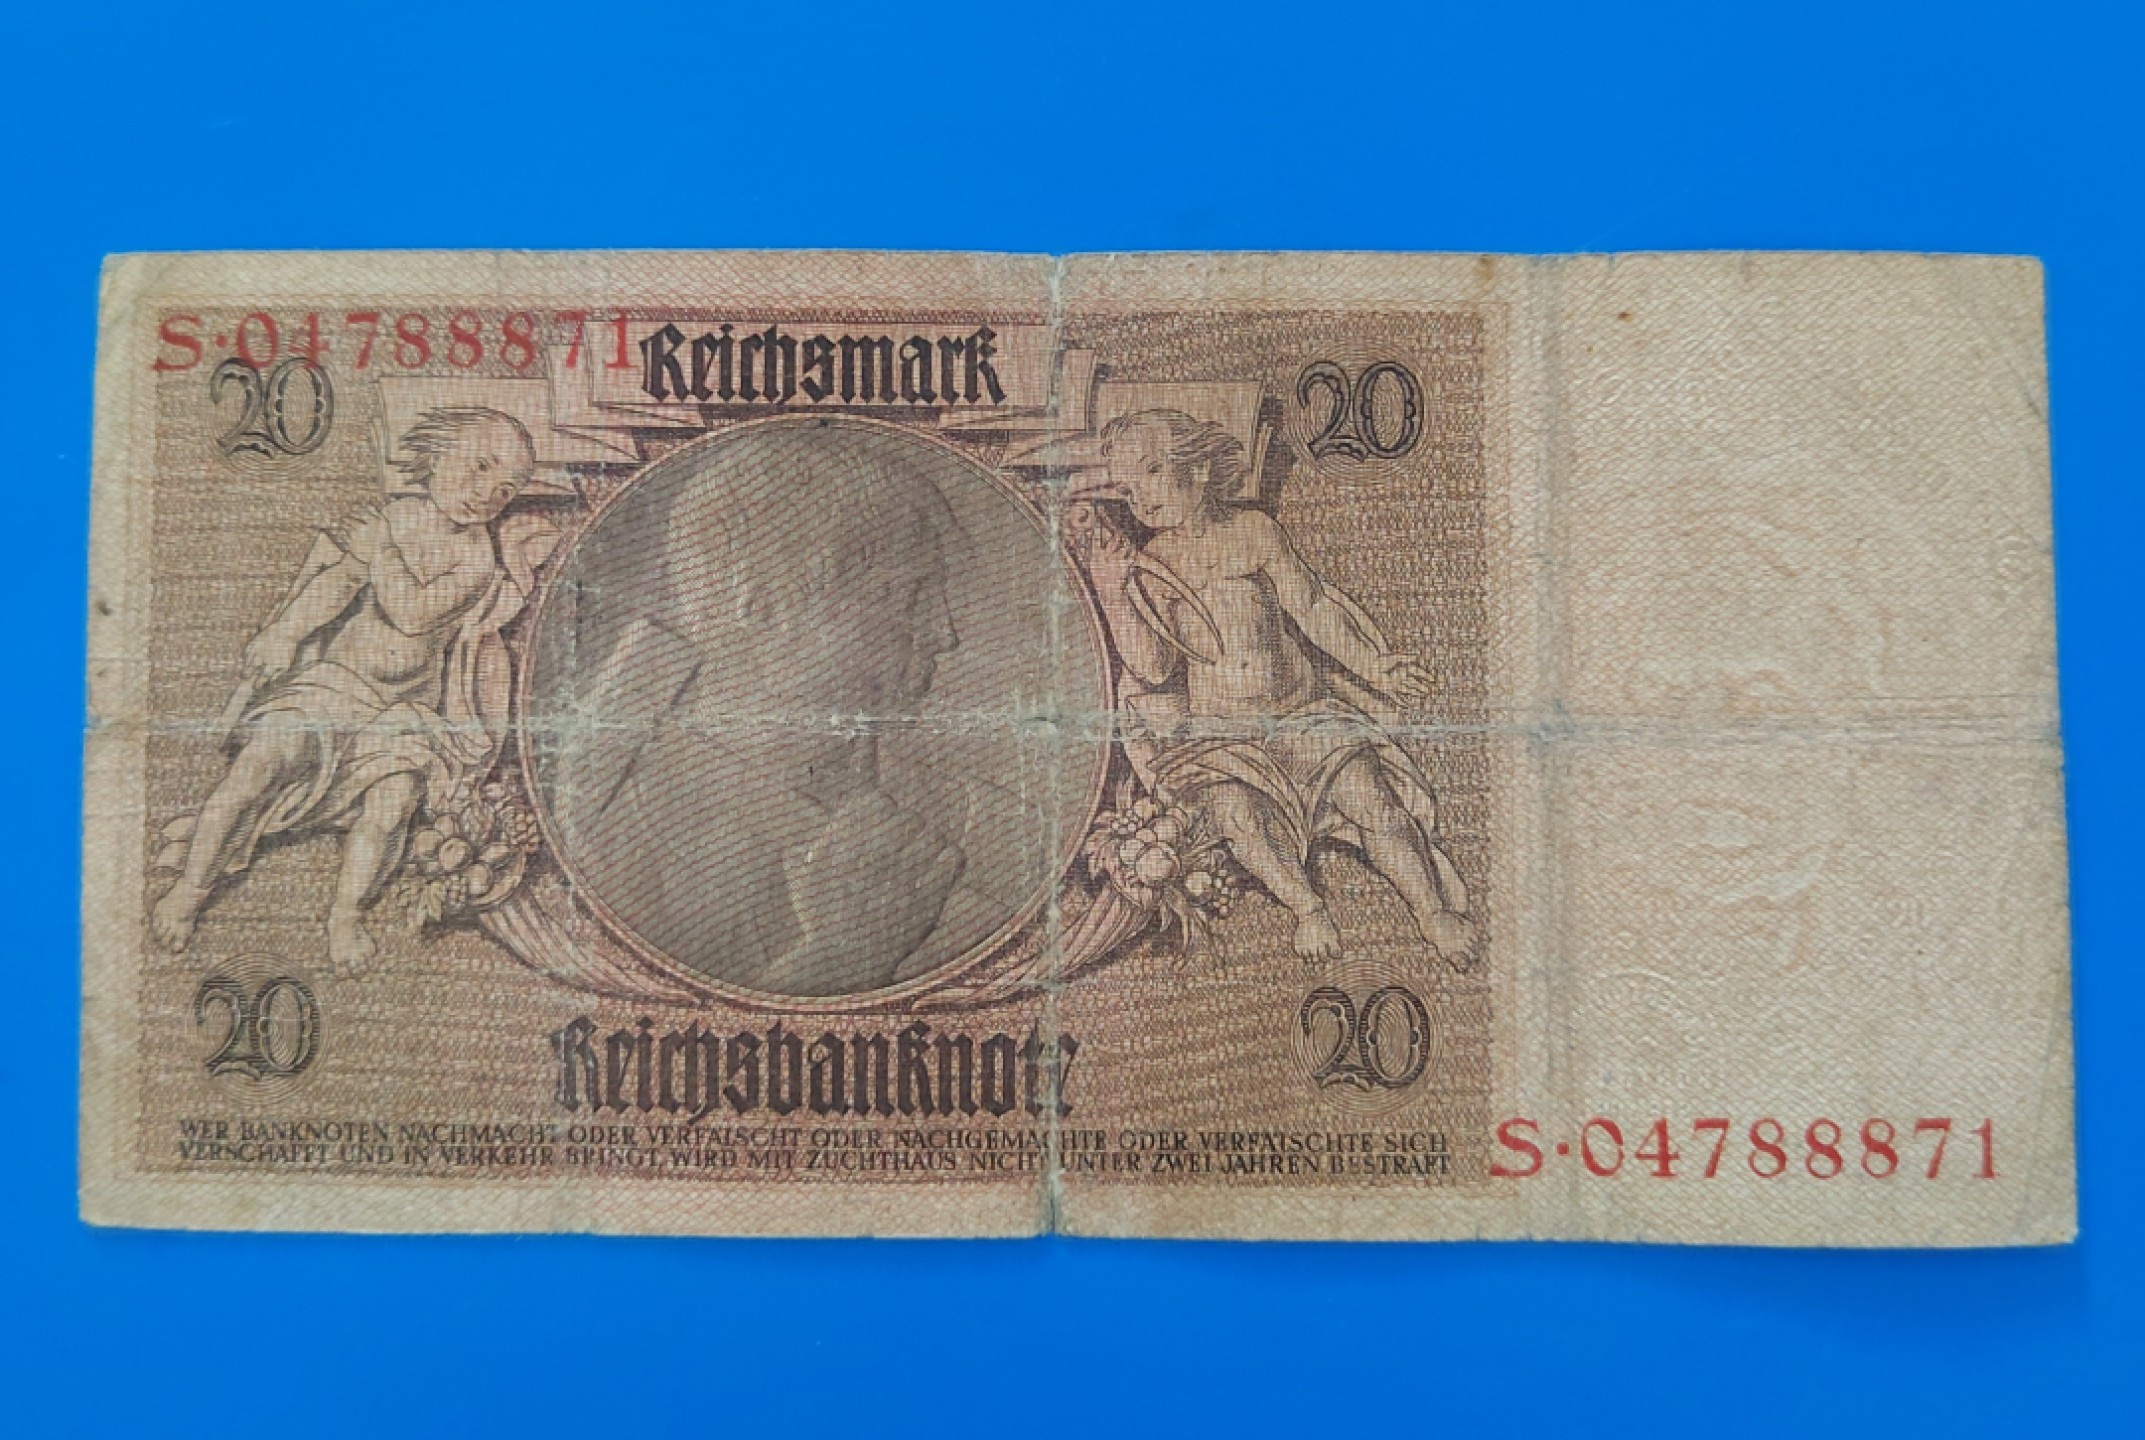 S·04788871
Reichsmark
20
20
20
20
Reichsbanknote
WER BANKNOTEN NACHMACHT ODER VERFÄLSCHT ODER NACHGEMACHTE ODER VERFÄLSCHTE SICH
VERSCHAFFT UND IN VERKEHR BRINGT, WIRD MIT ZUCHTHAUS NICHT UNTER ZWEI JAHREN BESTRAFT
S·04788871